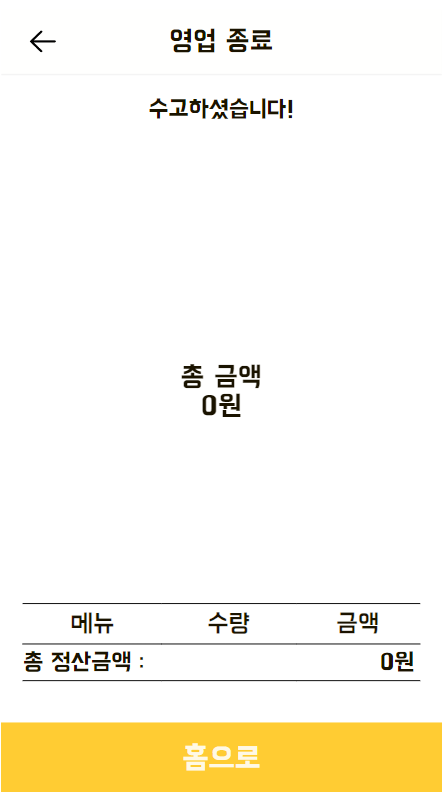 영업 종료
수고하셨습니다!
총 금액
0원
메뉴 수량 금액
총 정산금액 : 0원
홈으로